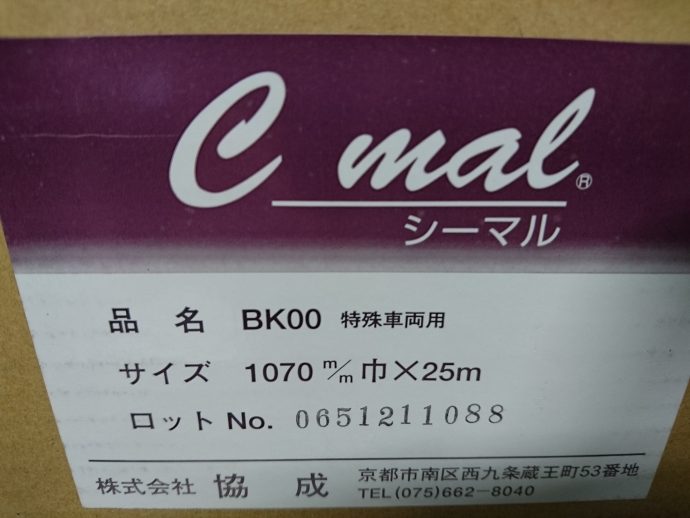 C mal®
シーマル
品 名 BK00 特殊車両用
サイズ 1070 m/m 巾×25m
ロットNo. 0651211088
株式会社 協 成 京都市南区西九条蔵王町53番地
TEL(075)662-8040